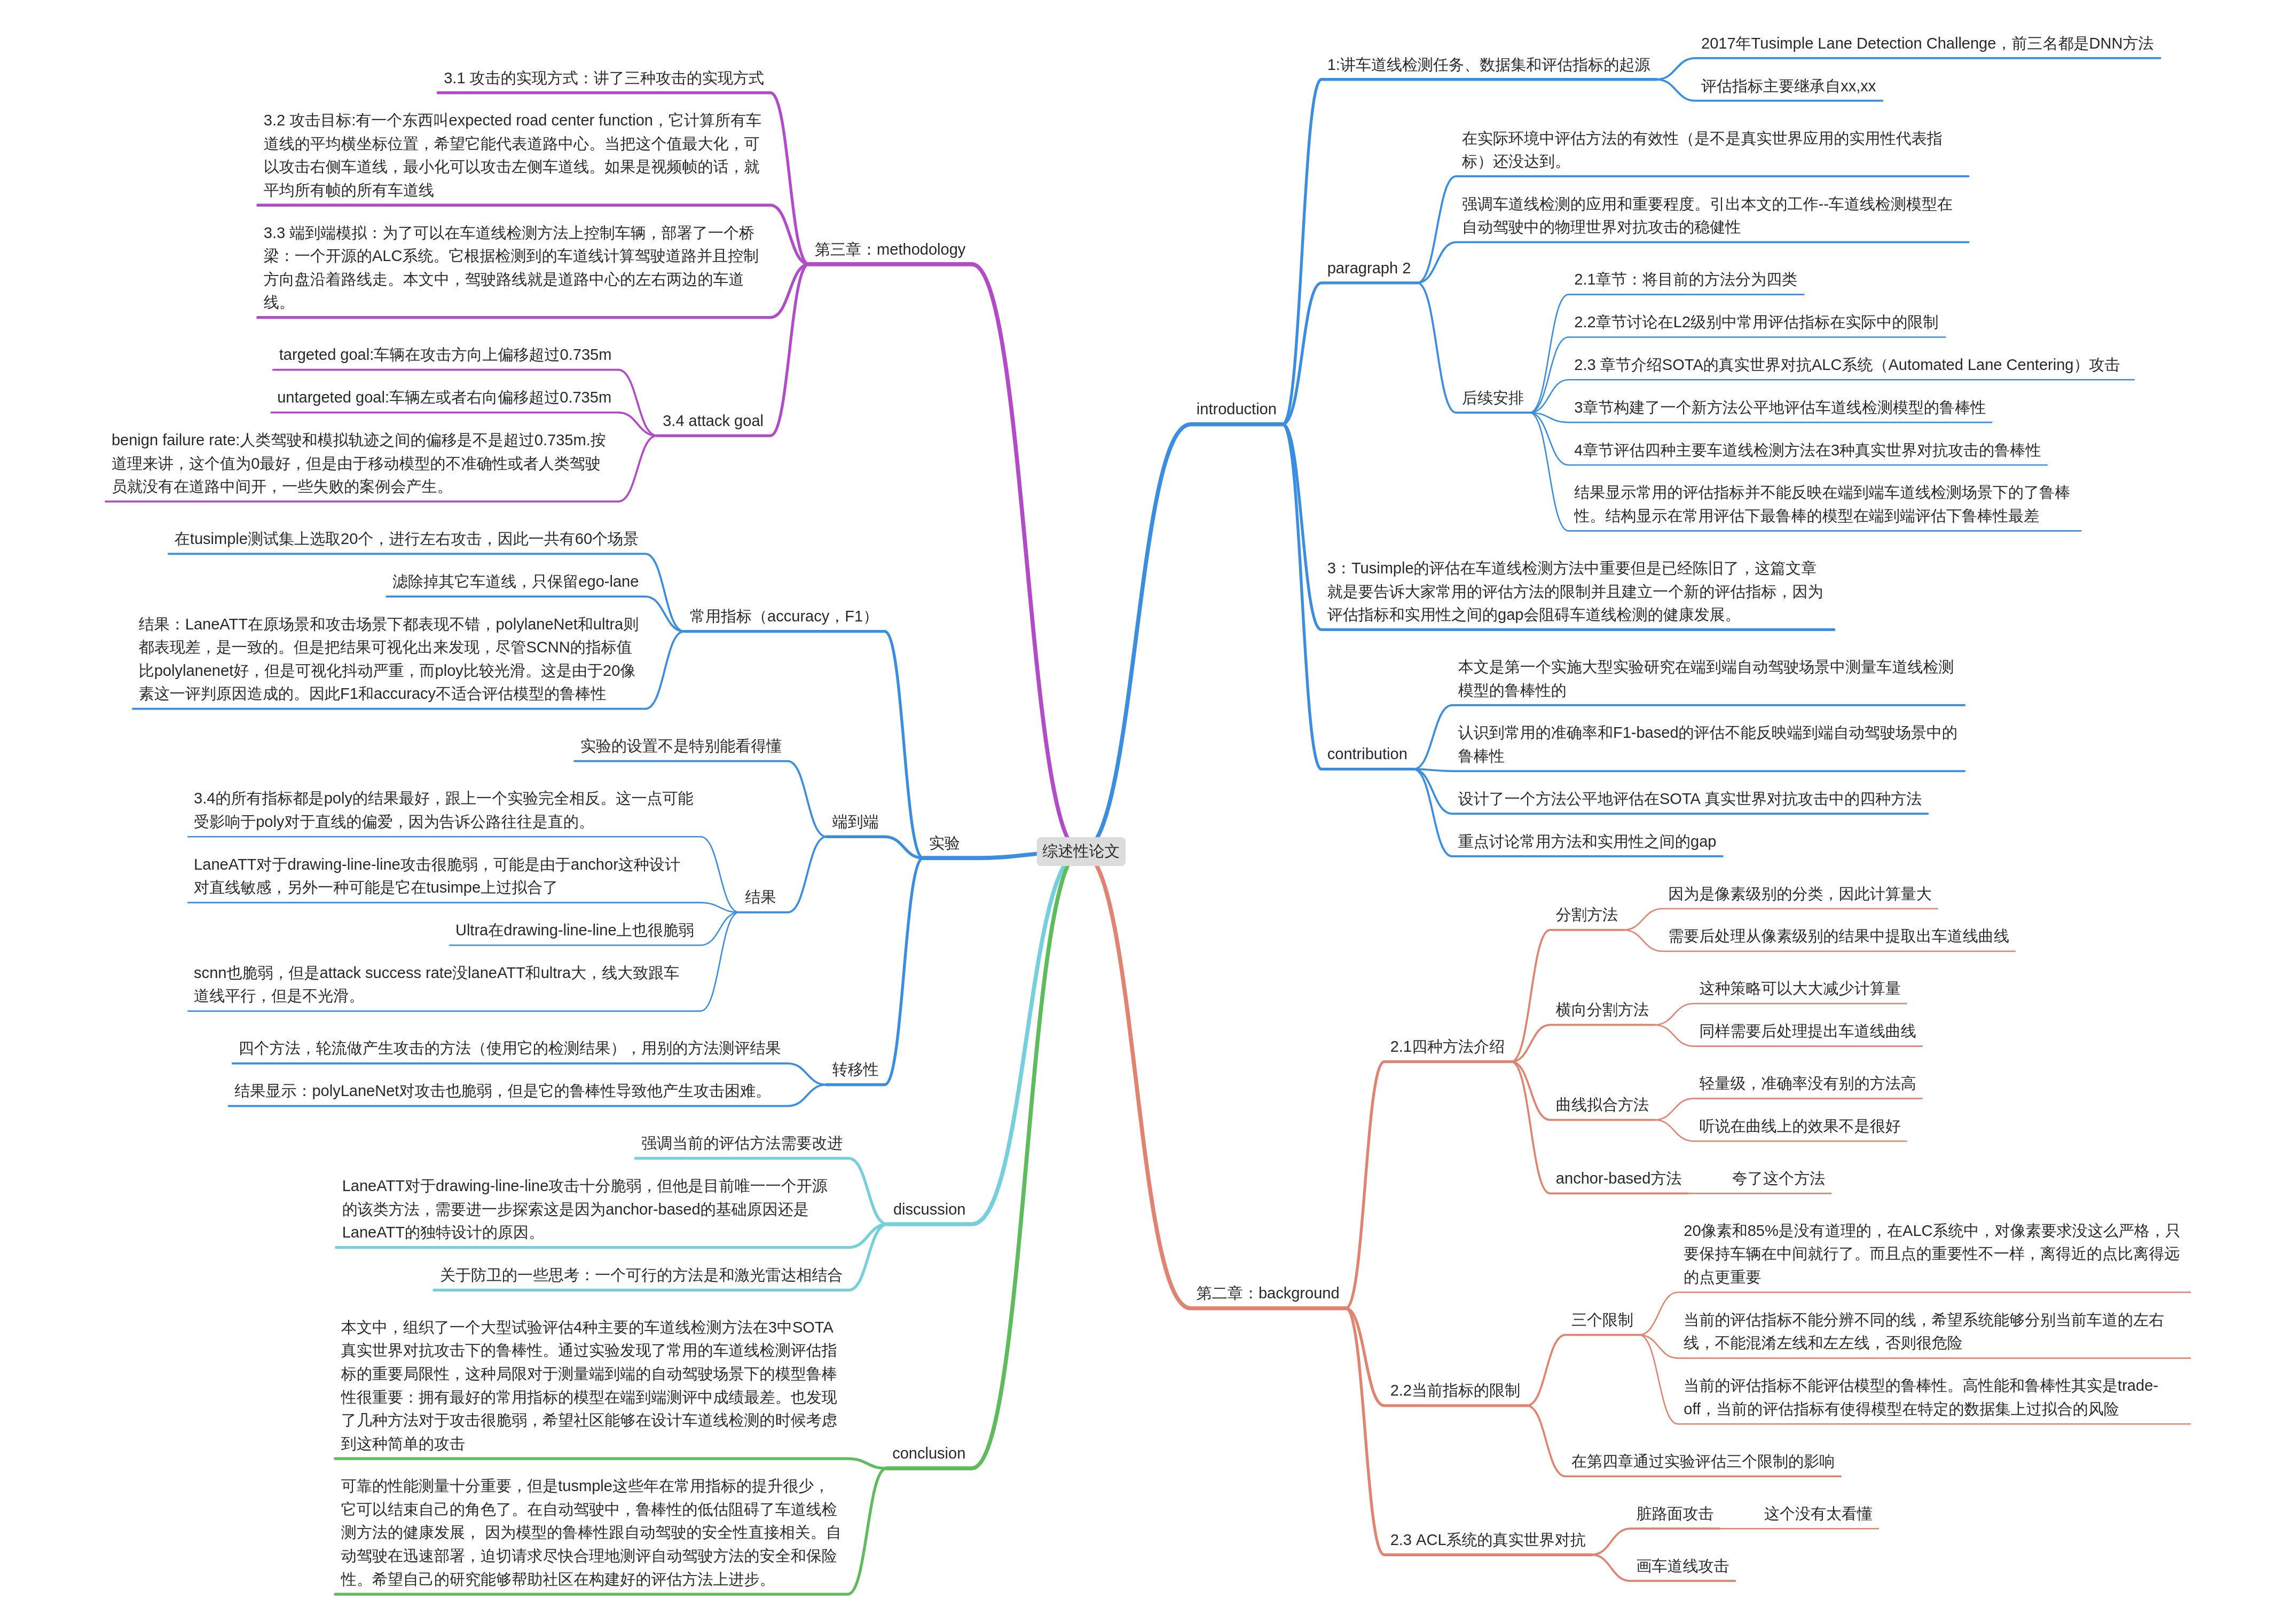 综述性论文
introduction
1:讲车道线检测任务、数据集和评估指标的起源
2017年Tusimple Lane Detection Challenge，前三名都是DNN方法
评估指标主要继承自xx,xx
paragraph 2
在实际环境中评估方法的有效性（是不是真实世界应用的实用性代表指
标）还没达到。
强调车道线检测的应用和重要程度。引出本文的工作--车道线检测模型在
自动驾驶中的物理世界对抗攻击的稳健性
后续安排
2.1章节：将目前的方法分为四类
2.2章节讨论在L2级别中常用评估指标在实际中的限制
2.3 章节介绍SOTA的真实世界对抗ALC系统（Automated Lane Centering）攻击
3章节构建了一个新方法公平地评估车道线检测模型的鲁棒性
4章节评估四种主要车道线检测方法在3种真实世界对抗攻击的鲁棒性
结果显示常用的评估指标并不能反映在端到端车道线检测场景下的了鲁棒
性。结构显示在常用评估下最鲁棒的模型在端到端评估下鲁棒性最差
3：Tusimple的评估在车道线检测方法中重要但是已经陈旧了，这篇文章
就是要告诉大家常用的评估方法的限制并且建立一个新的评估指标，因为
评估指标和实用性之间的gap会阻碍车道线检测的健康发展。
contribution
本文是第一个实施大型实验研究在端到端自动驾驶场景中测量车道线检测
模型的鲁棒性的
认识到常用的准确率和F1-based的评估不能反映端到端自动驾驶场景中的
鲁棒性
设计了一个方法公平地评估在SOTA 真实世界对抗攻击中的四种方法
重点讨论常用方法和实用性之间的gap
第二章：background
2.1四种方法介绍
分割方法
因为是像素级别的分类，因此计算量大
需要后处理从像素级别的结果中提取出车道线曲线
横向分割方法
这种策略可以大大减少计算量
同样需要后处理提出车道线曲线
曲线拟合方法
轻量级，准确率没有别的方法高
听说在曲线上的效果不是很好
anchor-based方法
夸了这个方法
2.2当前指标的限制
三个限制
20像素和85%是没有道理的，在ALC系统中，对像素要求没这么严格，只
要保持车辆在中间就行了。而且点的重要性不一样，离得近的点比离得远
的点更重要
当前的评估指标不能分辨不同的线，希望系统能够分别当前车道的左右
线，不能混淆左线和左左线，否则很危险
当前的评估指标不能评估模型的鲁棒性。高性能和鲁棒性其实是trade-
off，当前的评估指标有使得模型在特定的数据集上过拟合的风险
在第四章通过实验评估三个限制的影响
2.3 ACL系统的真实世界对抗
脏路面攻击
这个没有太看懂
画车道线攻击
第三章：methodology
3.1 攻击的实现方式：讲了三种攻击的实现方式
3.2 攻击目标:有一个东西叫expected road center function，它计算所有车
道线的平均横坐标位置，希望它能代表道路中心。当把这个值最大化，可
以攻击右侧车道线，最小化可以攻击左侧车道线。如果是视频帧的话，就
平均所有帧的所有车道线
3.3 端到端模拟：为了可以在车道线检测方法上控制车辆，部署了一个桥
梁：一个开源的ALC系统。它根据检测到的车道线计算驾驶道路并且控制
方向盘沿着路线走。本文中，驾驶路线就是道路中心的左右两边的车道
线。
3.4 attack goal
targeted goal:车辆在攻击方向上偏移超过0.735m
untargeted goal:车辆左或者右向偏移超过0.735m
benign failure rate:人类驾驶和模拟轨迹之间的偏移是不是超过0.735m.按
道理来讲，这个值为0最好，但是由于移动模型的不准确性或者人类驾驶
员就没有在道路中间开，一些失败的案例会产生。
实验
常用指标（accuracy，F1）
在tusimple测试集上选取20个，进行左右攻击，因此一共有60个场景
滤除掉其它车道线，只保留ego-lane
结果：LaneATT在原场景和攻击场景下都表现不错，polylaneNet和ultra则
都表现差，是一致的。但是把结果可视化出来发现，尽管SCNN的指标值
比polylanenet好，但是可视化抖动严重，而ploy比较光滑。这是由于20像
素这一评判原因造成的。因此F1和accuracy不适合评估模型的鲁棒性
端到端
实验的设置不是特别能看得懂
结果
3.4的所有指标都是poly的结果最好，跟上一个实验完全相反。这一点可能
受影响于poly对于直线的偏爱，因为告诉公路往往是直的。
LaneATT对于drawing-line-line攻击很脆弱，可能是由于anchor这种设计
对直线敏感，另外一种可能是它在tusimpe上过拟合了
Ultra在drawing-line-line上也很脆弱
scnn也脆弱，但是attack success rate没laneATT和ultra大，线大致跟车
道线平行，但是不光滑。
转移性
四个方法，轮流做产生攻击的方法（使用它的检测结果），用别的方法测评结果
结果显示：polyLaneNet对攻击也脆弱，但是它的鲁棒性导致他产生攻击困难。
discussion
强调当前的评估方法需要改进
LaneATT对于drawing-line-line攻击十分脆弱，但他是目前唯一一个开源
的该类方法，需要进一步探索这是因为anchor-based的基础原因还是
LaneATT的独特设计的原因。
关于防卫的一些思考：一个可行的方法是和激光雷达相结合
conclusion
本文中，组织了一个大型试验评估4种主要的车道线检测方法在3中SOTA
真实世界对抗攻击下的鲁棒性。通过实验发现了常用的车道线检测评估指
标的重要局限性，这种局限对于测量端到端的自动驾驶场景下的模型鲁棒
性很重要：拥有最好的常用指标的模型在端到端测评中成绩最差。也发现
了几种方法对于攻击很脆弱，希望社区能够在设计车道线检测的时候考虑
到这种简单的攻击
可靠的性能测量十分重要，但是tusmple这些年在常用指标的提升很少，
它可以结束自己的角色了。在自动驾驶中，鲁棒性的低估阻碍了车道线检
测方法的健康发展， 因为模型的鲁棒性跟自动驾驶的安全性直接相关。自
动驾驶在迅速部署，迫切请求尽快合理地测评自动驾驶方法的安全和保险
性。希望自己的研究能够帮助社区在构建好的评估方法上进步。